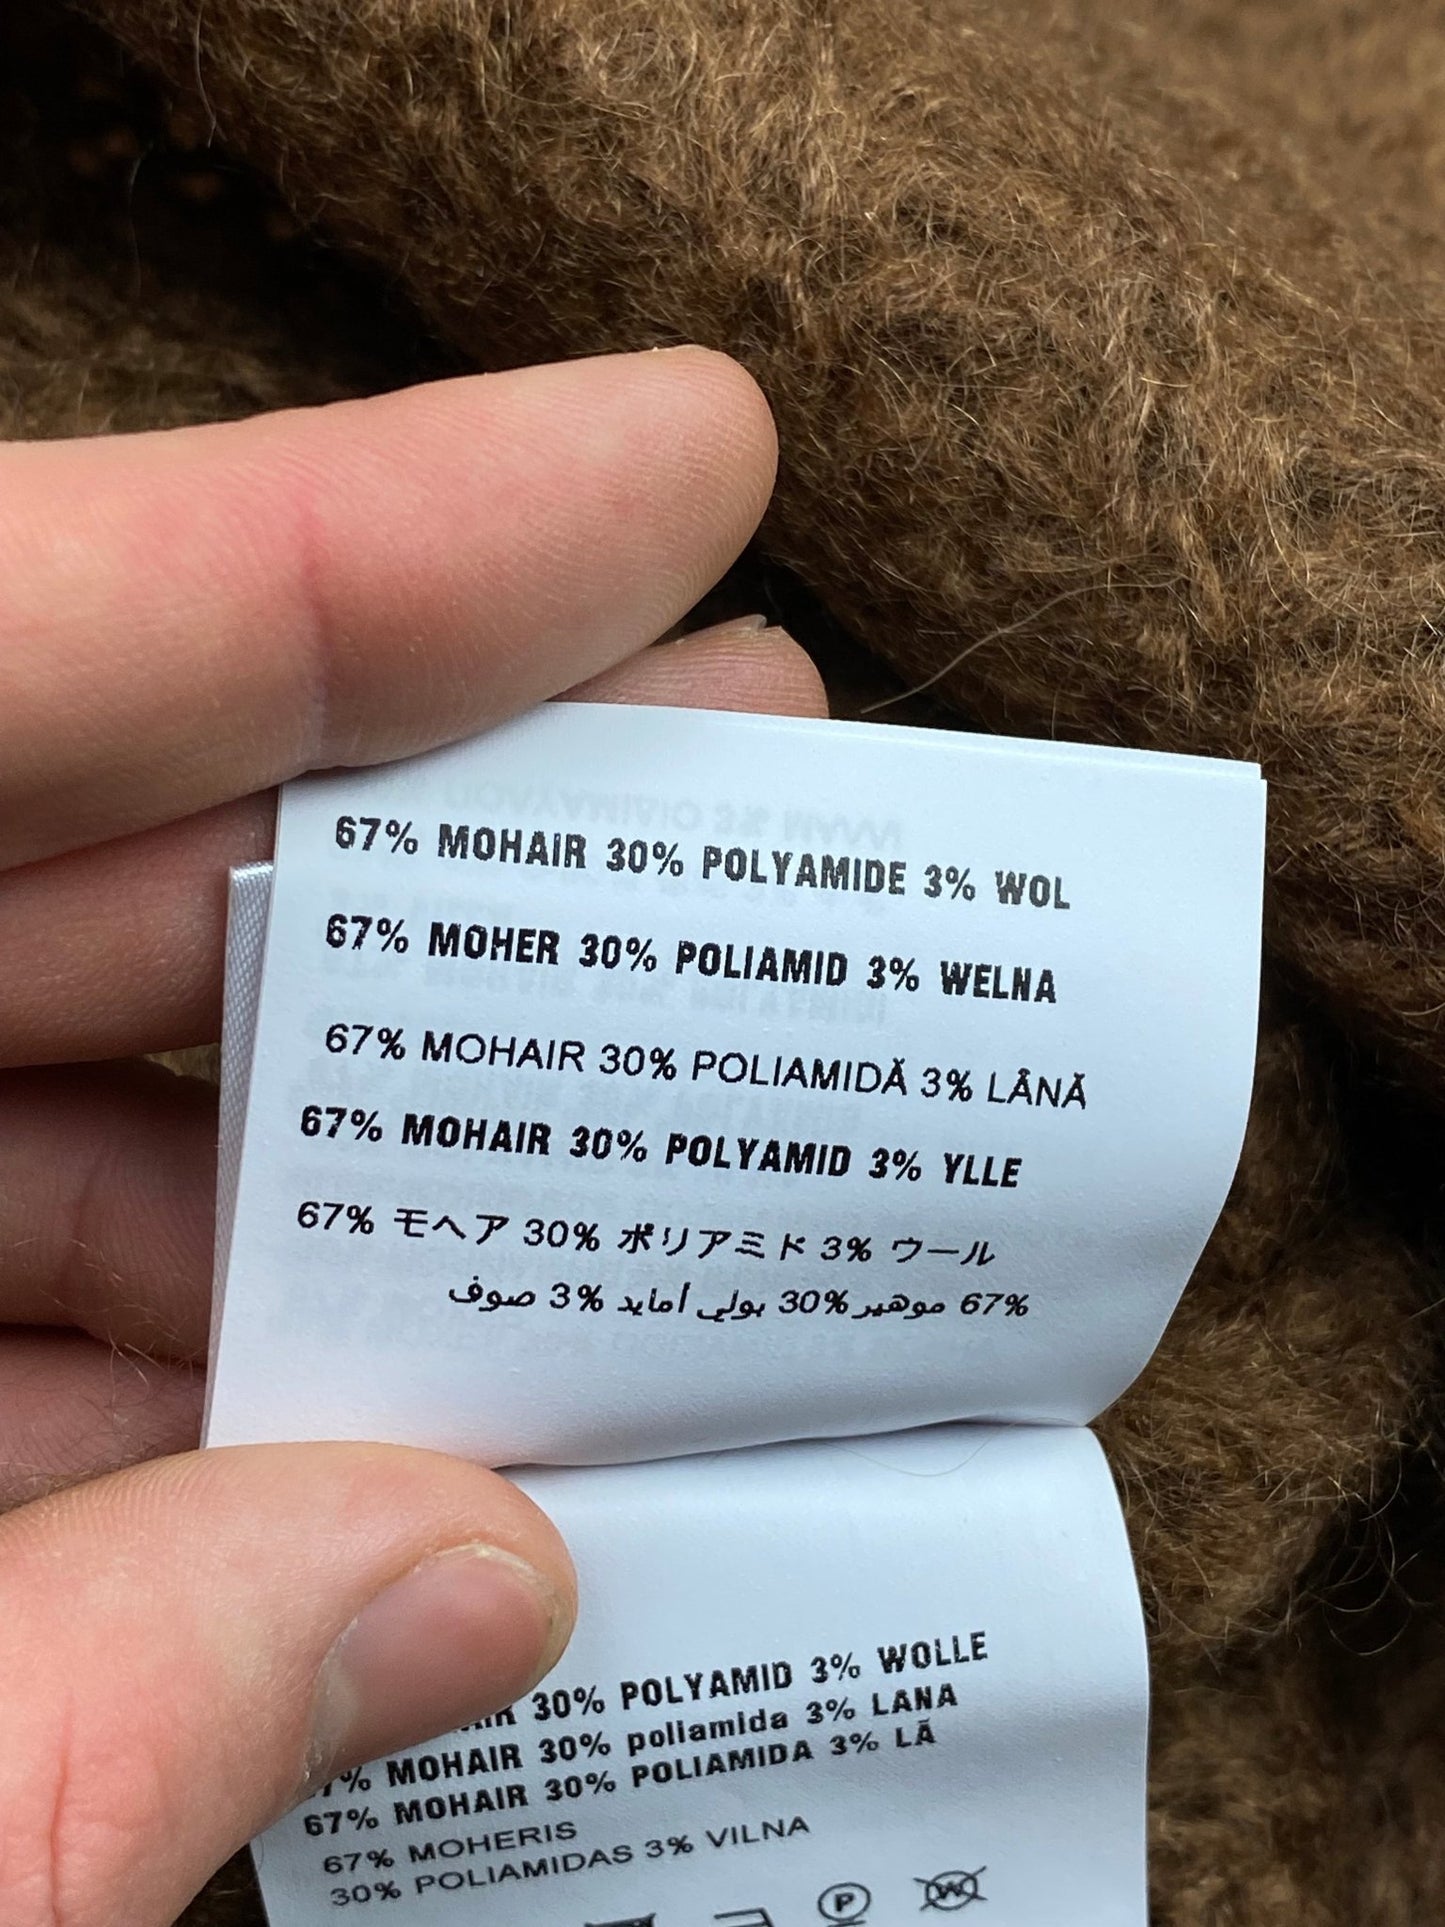 67% MOHAIR 30% POLYAMIDE 3% WOL
67% MOHER 30% POLIAMID 3% WELNA
67% MOHAIR 30% POLIAMIDĂ 3% LÂNĂ
67% MOHAIR 30% POLYAMID 3% YLLE
67% モヘア 30% ポリアミド 3% ウール
67% موهير 30% بولي أمايد 3% صوف
30% POLYAMID 3% WOLLE
MOHAIR 30% poliamida 3% LANA
67% MOHAIR 30% POLIAMIDA 3% LÃ
67% MOHERIS
30% POLIAMIDAS 3% VILNA
P W